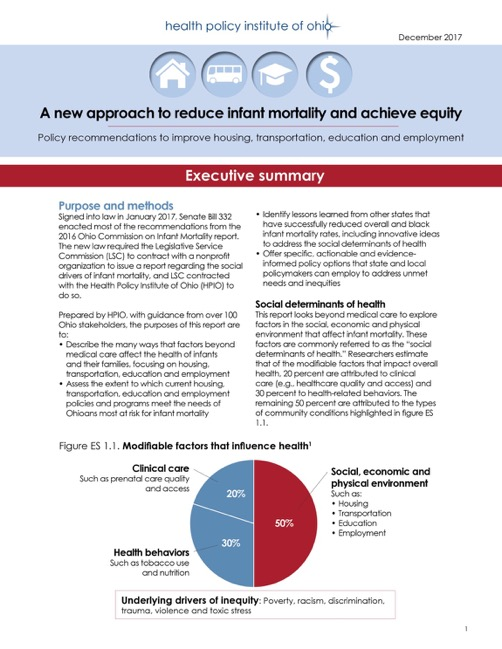 health policy institute of ohio
December 2017
A new approach to reduce infant mortality and achieve equity
Policy recommendations to improve housing, transportation, education and employment
Executive summary
Purpose and methods
Signed into law in January 2017, Senate Bill 332
enacted most of the recommendations from the
2016 Ohio Commission on Infant Mortality report.
The new law required the Legislative Service
Commission (LSC) to contract with a nonprofit
organization to issue a report regarding the social
drivers of infant mortality, and LSC contracted
with the Health Policy Institute of Ohio (HPIO) to
do so.
Prepared by HPIO, with guidance from over 100
Ohio stakeholders, the purposes of this report are
to:
• Describe the many ways that factors beyond
medical care affect the health of infants
and their families, focusing on housing,
transportation, education and employment
• Assess the extent to which current housing,
transportation, education and employment
policies and programs meet the needs of
Ohioans most at risk for infant mortality
• Identify lessons learned from other states that
have successfully reduced overall and black
infant mortality rates, including innovative ideas
to address the social determinants of health
• Offer specific, actionable and evidence-
informed policy options that state and local
policymakers can employ to address unmet
needs and inequities
Social determinants of health
This report looks beyond medical care to explore
factors in the social, economic and physical
environment that affect infant mortality. These
factors are commonly referred to as the “social
determinants of health.” Researchers estimate
that of the modifiable factors that impact overall
health, 20 percent are attributed to clinical
care (e.g., healthcare quality and access) and
30 percent to health-related behaviors. The
remaining 50 percent are attributed to the types
of community conditions highlighted in figure ES
1.1.
Figure ES 1.1. Modifiable factors that influence health¹
Clinical care
Such as prenatal care quality
and access
20%
Health behaviors
Such as tobacco use
and nutrition
30%
50%
Social, economic and
physical environment
Such as:
• Housing
• Transportation
• Education
• Employment
Underlying drivers of inequity: Poverty, racism, discrimination,
trauma, violence and toxic stress
1